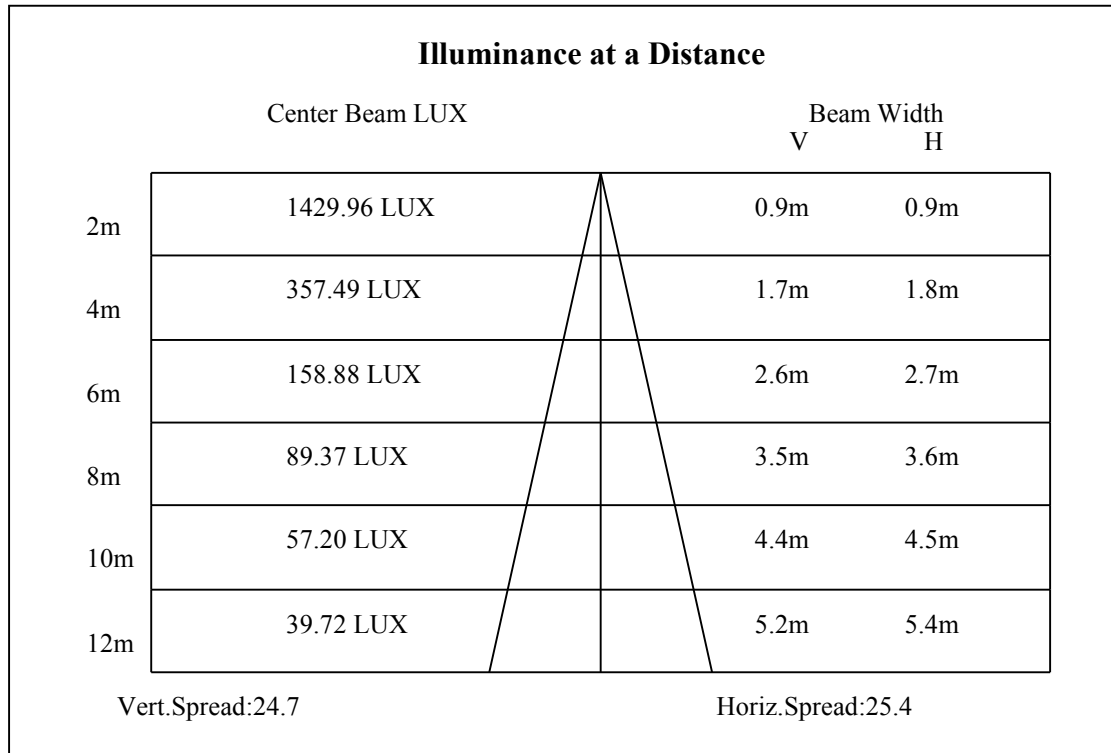 Illuminance at a Distance
Center Beam LUX Beam Width
V H
2m 1429.96 LUX 0.9m 0.9m
4m 357.49 LUX 1.7m 1.8m
6m 158.88 LUX 2.6m 2.7m
8m 89.37 LUX 3.5m 3.6m
10m 57.20 LUX 4.4m 4.5m
12m 39.72 LUX 5.2m 5.4m
Vert.Spread:24.7 Horiz.Spread:25.4